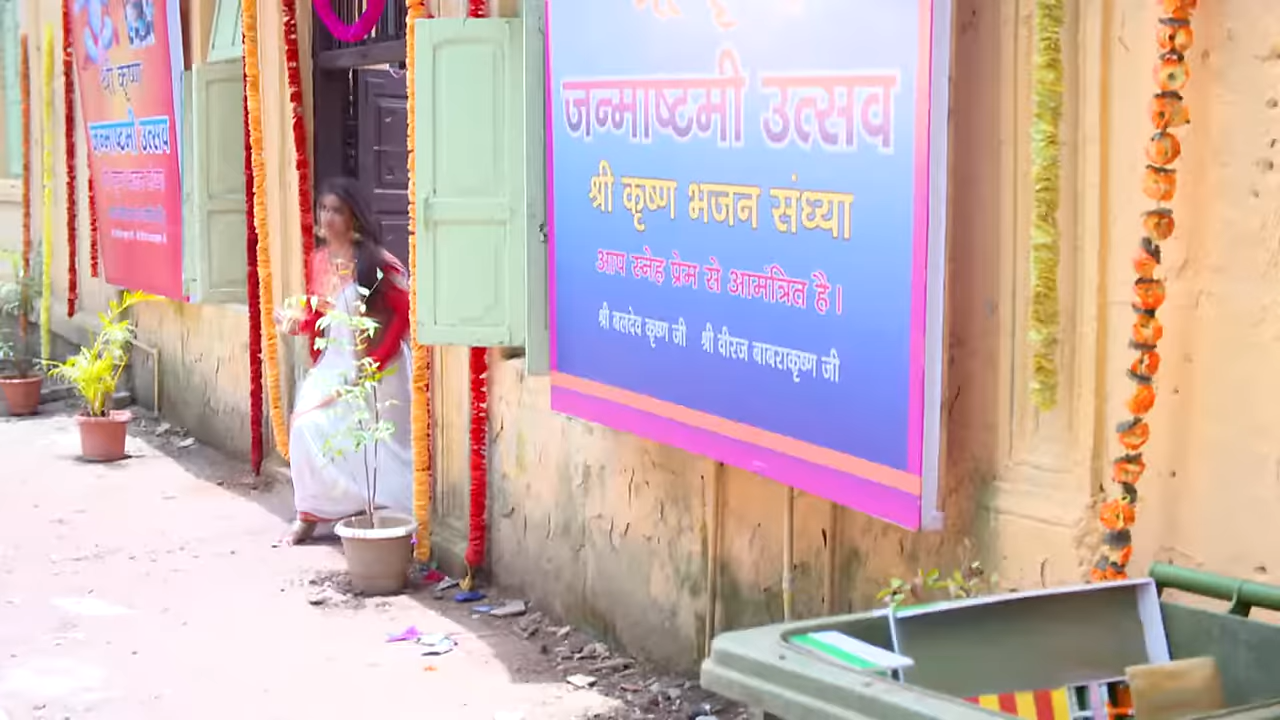 श्री कृष्ण
जन्माष्टमी उत्सव
जन्माष्टमी उत्सव
श्री कृष्ण भजन संध्या
आप स्नेह प्रेम से आमंत्रित है।
श्री बलदेव कृष्ण जी श्री वीरज बाबराकृष्ण जी